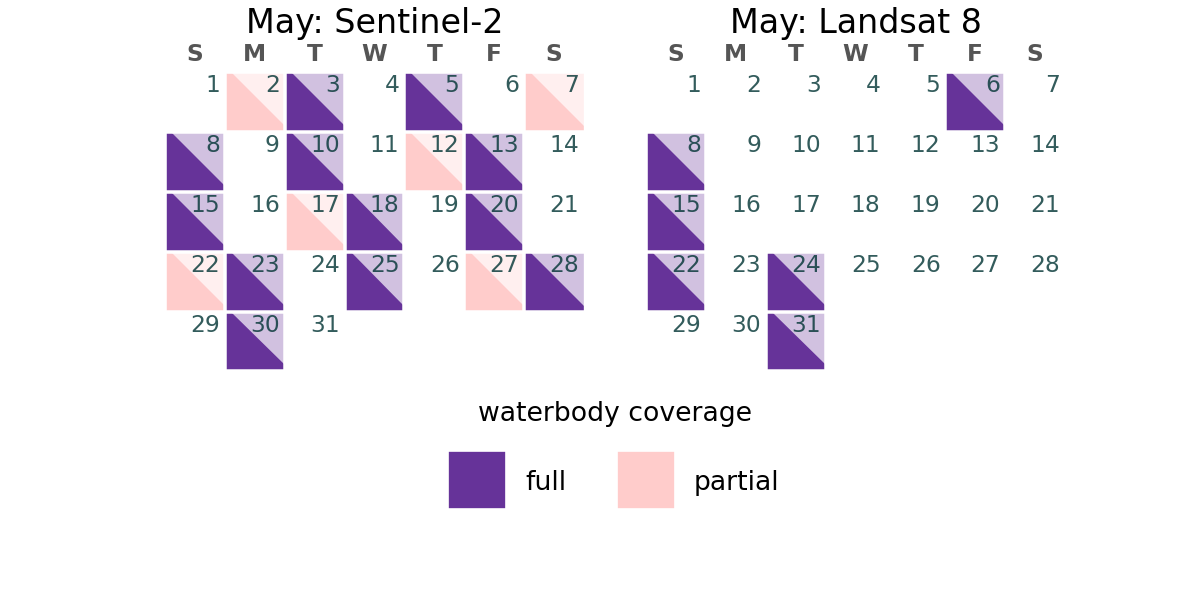 May: Sentinel-2
S M T W T F S
1 2 3 4 5 6 7
8 9 10 11 12 13 14
15 16 17 18 19 20 21
22 23 24 25 26 27 28
29 30 31
May: Landsat 8
S M T W T F S
1 2 3 4 5 6 7
8 9 10 11 12 13 14
15 16 17 18 19 20 21
22 23 24 25 26 27 28
29 30 31
waterbody coverage
full
partial